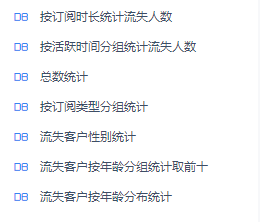 DB 按订阅时长统计流失人数
DB 按活跃时间分组统计流失人数
DB 总数统计
DB 按订阅类型分组统计
DB 流失客户性别统计
DB 流失客户按年龄分组统计取前十
DB 流失客户按年龄分布统计